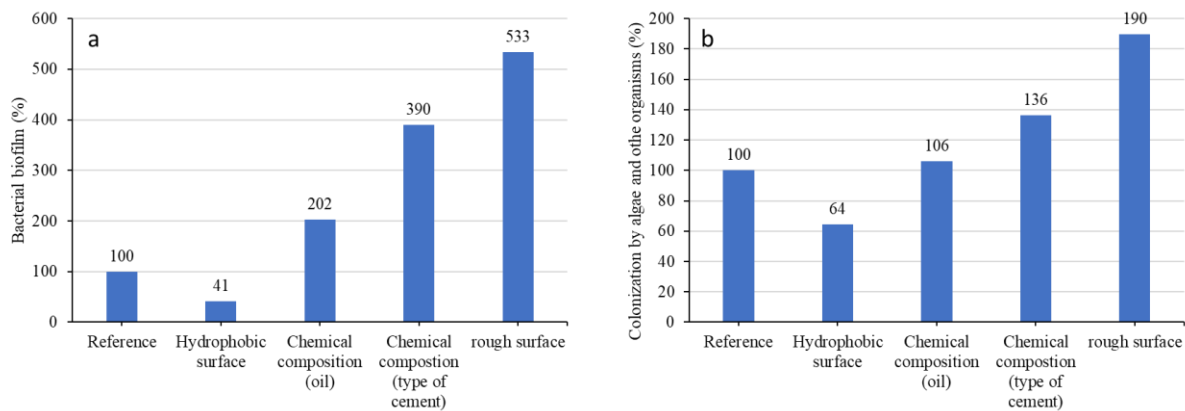 a
Bacterial biofilm (%)
600
500
400
300
200
100
0
100
41
202
390
533
Reference
Hydrophobic
surface
Chemical
composition
(oil)
Chemical
compostion
(type of
cement)
rough surface
b
Colonization by algae and othe organisms (%)
200
180
160
140
120
100
80
60
40
20
0
100
64
106
136
190
Reference
Hydrophobic
surface
Chemical
composition
(oil)
Chemical
compostion
(type of
cement)
rough surface